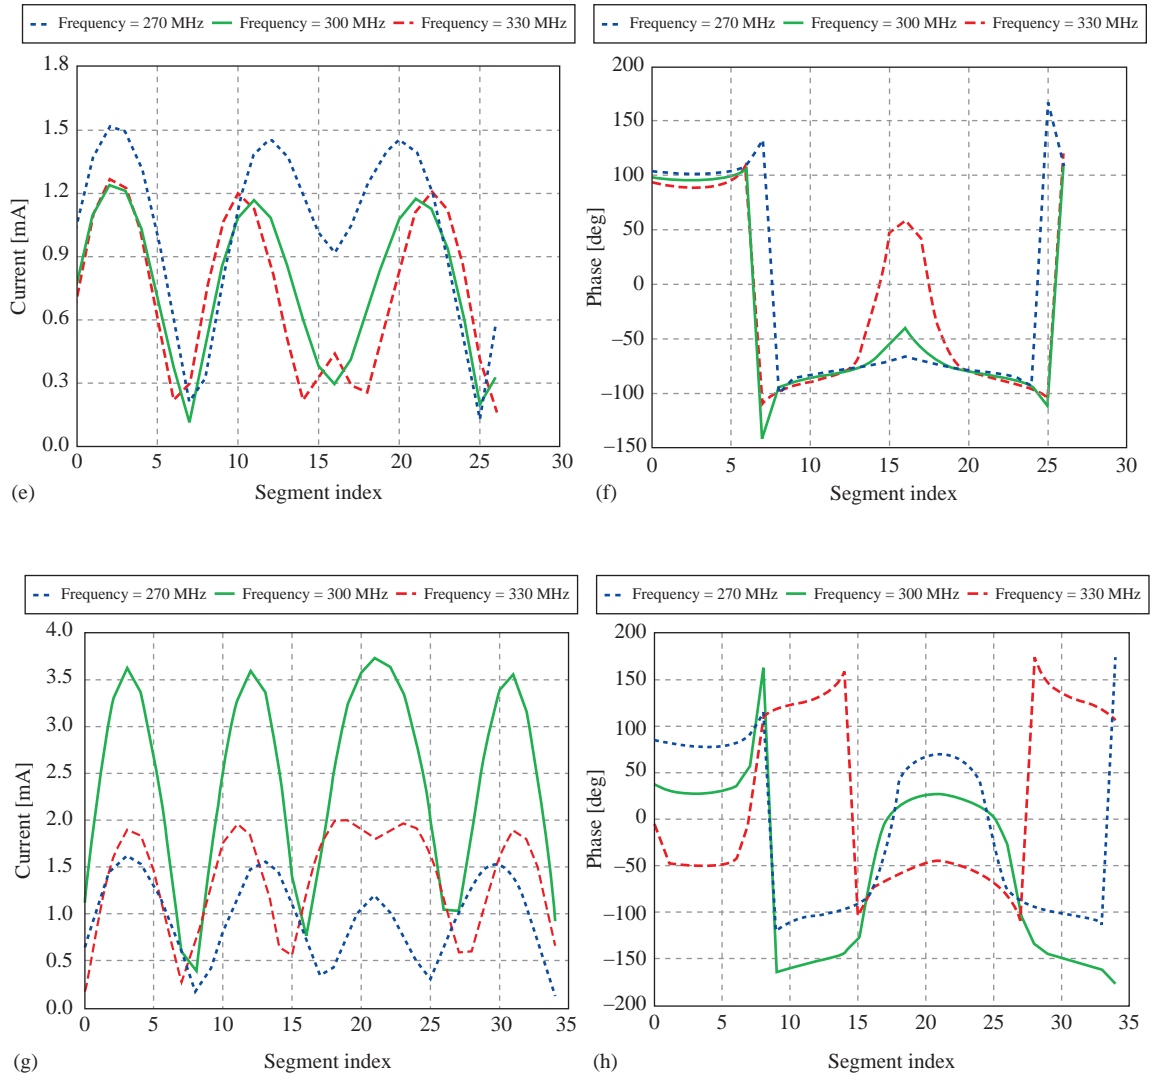 Frequency = 270 MHz Frequency = 300 MHz Frequency = 330 MHz
Current [mA]
1.8
1.5
1.2
0.9
0.6
0.3
0.0
0 5 10 15 20 25 30
Segment index
(e)
Frequency = 270 MHz Frequency = 300 MHz Frequency = 330 MHz
Phase [deg]
200
150
100
50
0
−50
−100
−150
0 5 10 15 20 25 30
Segment index
(f)
Frequency = 270 MHz Frequency = 300 MHz Frequency = 330 MHz
Current [mA]
4.0
3.5
3.0
2.5
2.0
1.5
1.0
0.5
0.0
0 5 10 15 20 25 30 35
Segment index
(g)
Frequency = 270 MHz Frequency = 300 MHz Frequency = 330 MHz
Phase [deg]
200
150
100
50
0
−50
−100
−150
−200
0 5 10 15 20 25 30 35
Segment index
(h)